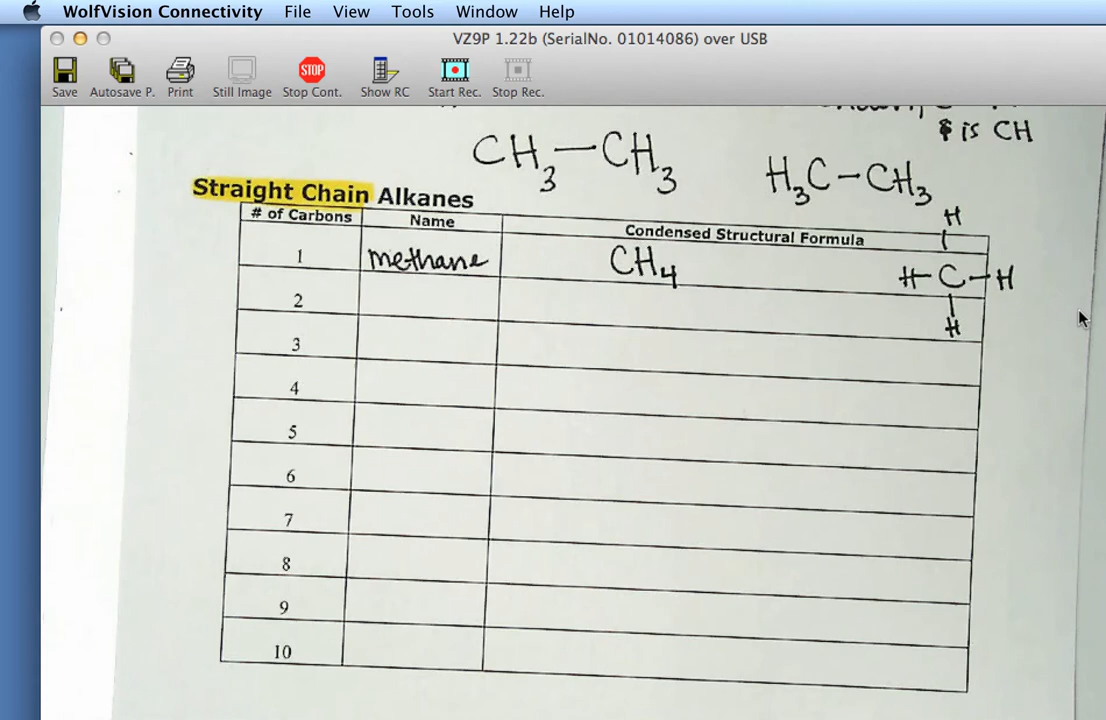 WolfVision Connectivity File View Tools Window Help
VZ9P 1.22b (SerialNo. 01014086) over USB
Save Autosave P. Print Still Image Stop Cont. Show RC Start Rec. Stop Rec.
STOP
is CH
CH3-CH3
H3C-CH3
Straight Chain Alkanes
# of Carbons Name Condensed Structural Formula
H
1 methane CH4
H-C-H
H
2
3
4
5
6
7
8
9
10